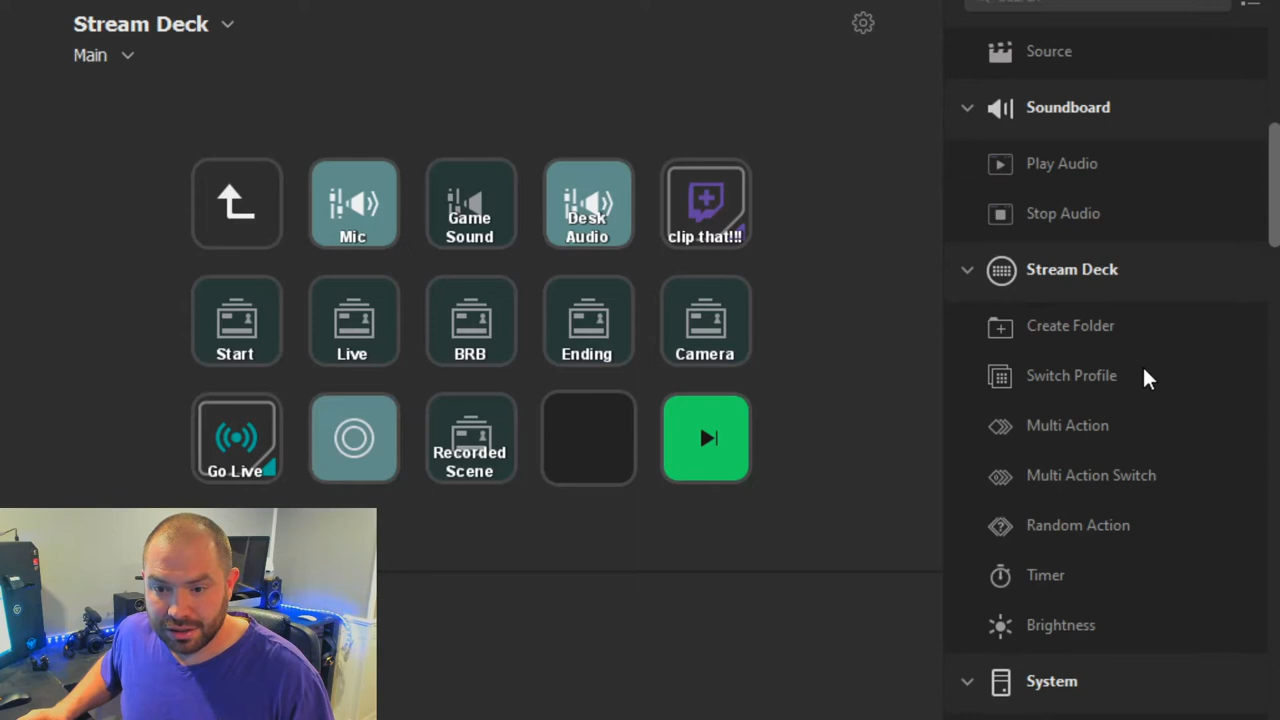 Stream Deck
Main
Mic
Game
Sound
Desk
Audio
clip that!!!
Start
Live
BRB
Ending
Camera
Go Live
Recorded
Scene
Source
Soundboard
Play Audio
Stop Audio
Stream Deck
Create Folder
Switch Profile
Multi Action
Multi Action Switch
Random Action
Timer
Brightness
System